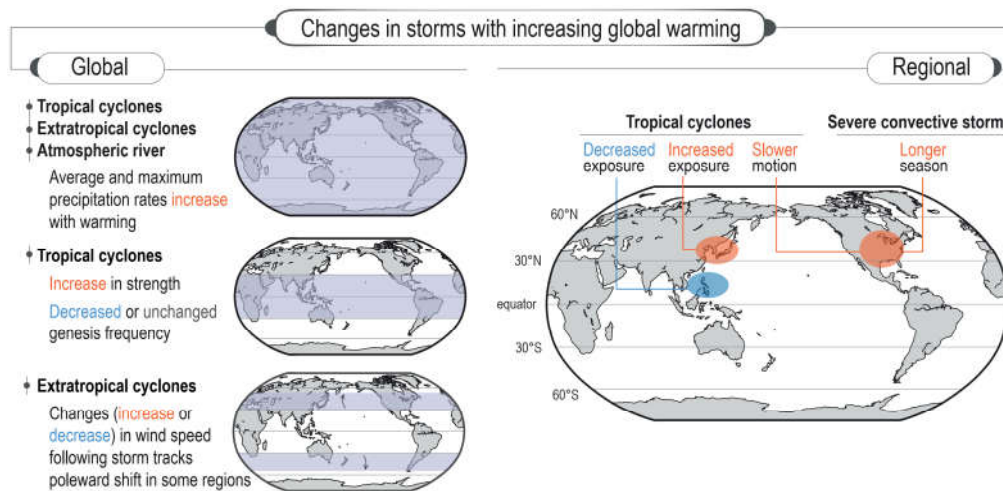 Changes in storms with increasing global warming
Global
Tropical cyclones
Extratropical cyclones
Atmospheric river
Average and maximum
precipitation rates increase
with warming
Tropical cyclones
Increase in strength
Decreased or unchanged
genesis frequency
Extratropical cyclones
Changes (increase or
decrease) in wind speed
following storm tracks
poleward shift in some regions
Regional
Tropical cyclones
Severe convective storm
Decreased
exposure
Increased
exposure
Slower
motion
Longer
season
60°N
30°N
equator
30°S
60°S